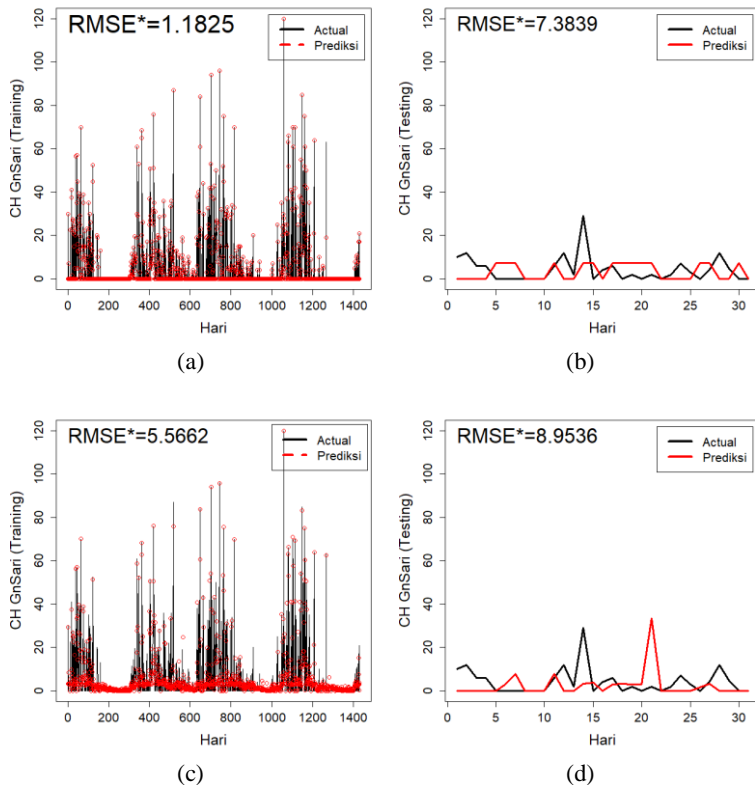 RMSE*=1.1825
Actual
Prediksi
CH GnSari (Training)
0 20 40 60 80 100 120
0 200 400 600 800 1000 1400
Hari
(a)
RMSE*=7.3839
Actual
Prediksi
CH GnSari (Testing)
0 20 40 60 80 100 120
0 5 10 15 20 25 30
Hari
(b)
RMSE*=5.5662
Actual
Prediksi
CH GnSari (Training)
0 20 40 60 80 100 120
0 200 400 600 800 1000 1400
Hari
(c)
RMSE*=8.9536
Actual
Prediksi
CH GnSari (Testing)
0 20 40 60 80 100 120
0 5 10 15 20 25 30
Hari
(d)